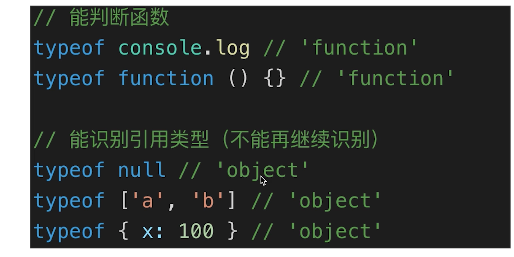 // 能判断函数
typeof console.log // 'function'
typeof function () {} // 'function'
// 能识别引用类型（不能再继续识别）
typeof null // 'object'
typeof ['a', 'b'] // 'object'
typeof { x: 100 } // 'object'